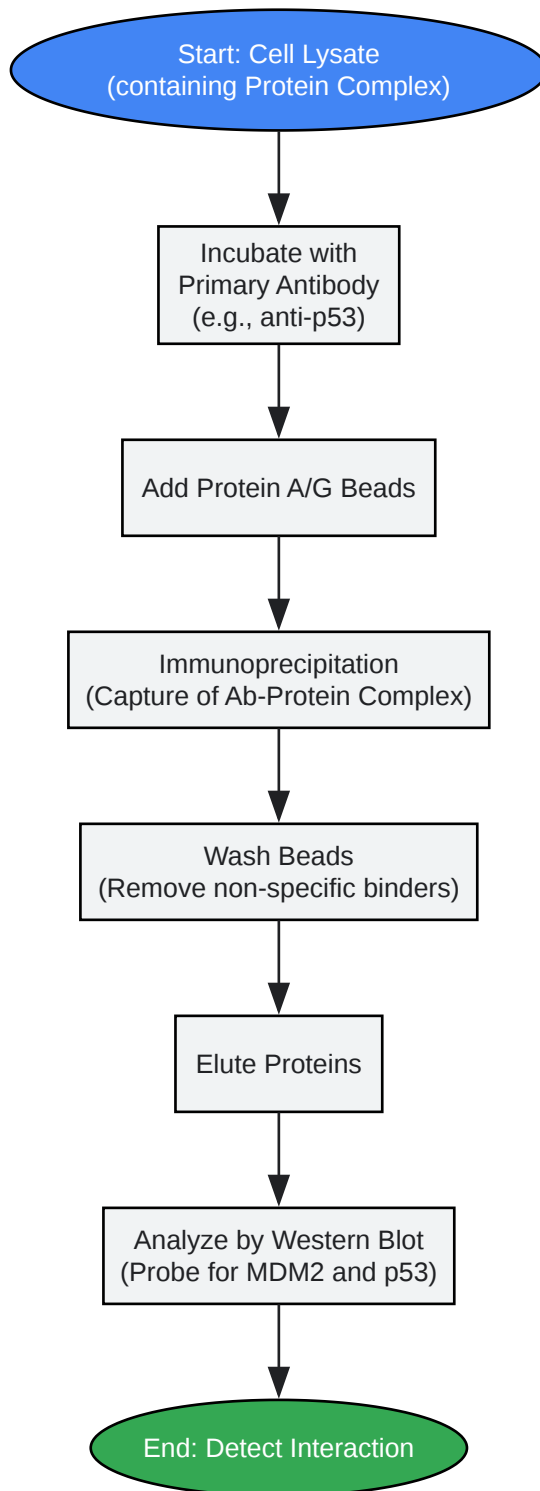 Start: Cell Lysate
(containing Protein Complex)
Incubate with
Primary Antibody
(e.g., anti-p53)
Add Protein A/G Beads
Immunoprecipitation
(Capture of Ab-Protein Complex)
Wash Beads
(Remove non-specific binders)
Elute Proteins
Analyze by Western Blot
(Probe for MDM2 and p53)
End: Detect Interaction